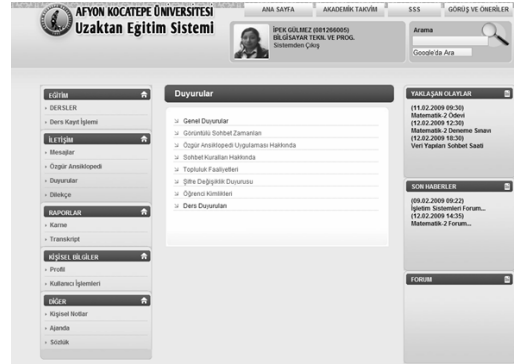 AFYON KOCATEPE ÜNİVERSİTESİ
Uzaktan Eğitim Sistemi
ANA SAYFA
AKADEMİK TAKVİM
SSS
GÖRÜŞ VE ÖNERİLER
İPEK GÜLMEZ (081266005)
BİLGİSAYAR TEKN. VE PROG.
Sistemden Çıkış
Arama
Google'da Ara
EĞİTİM
DERSLER
Ders Kayıt İşlemi
İLETİŞİM
Mesajlar
Özgür Ansiklopedi
Duyurular
Dilekçe
RAPORLAR
Karne
Transkript
KİŞİSEL BİLGİLER
Profil
Kullanıcı İşlemleri
DİĞER
Kişisel Notlar
Ajanda
Sözlük
Duyurular
Genel Duyurular
Görüntülü Sohbet Zamanları
Özgür Ansiklopedi Uygulaması Hakkında
Sohbet Kuralları Hakkında
Topluluk Faaliyetleri
Şifre Değişiklik Duyurusu
Öğrenci Kimlikleri
Ders Duyuruları
YAKLAŞAN OLAYLAR
(11.02.2009 09:30)
Matematik-2 Ödevi
(12.02.2009 12:30)
Matematik-2 Deneme Sınavı
(12.02.2009 18:30)
Veri Yapıları Sohbet Saati
SON HABERLER
(09.02.2009 09:22)
İşletim Sistemleri Forum...
(12.02.2009 14:35)
Matematik-2 Forum...
FORUM